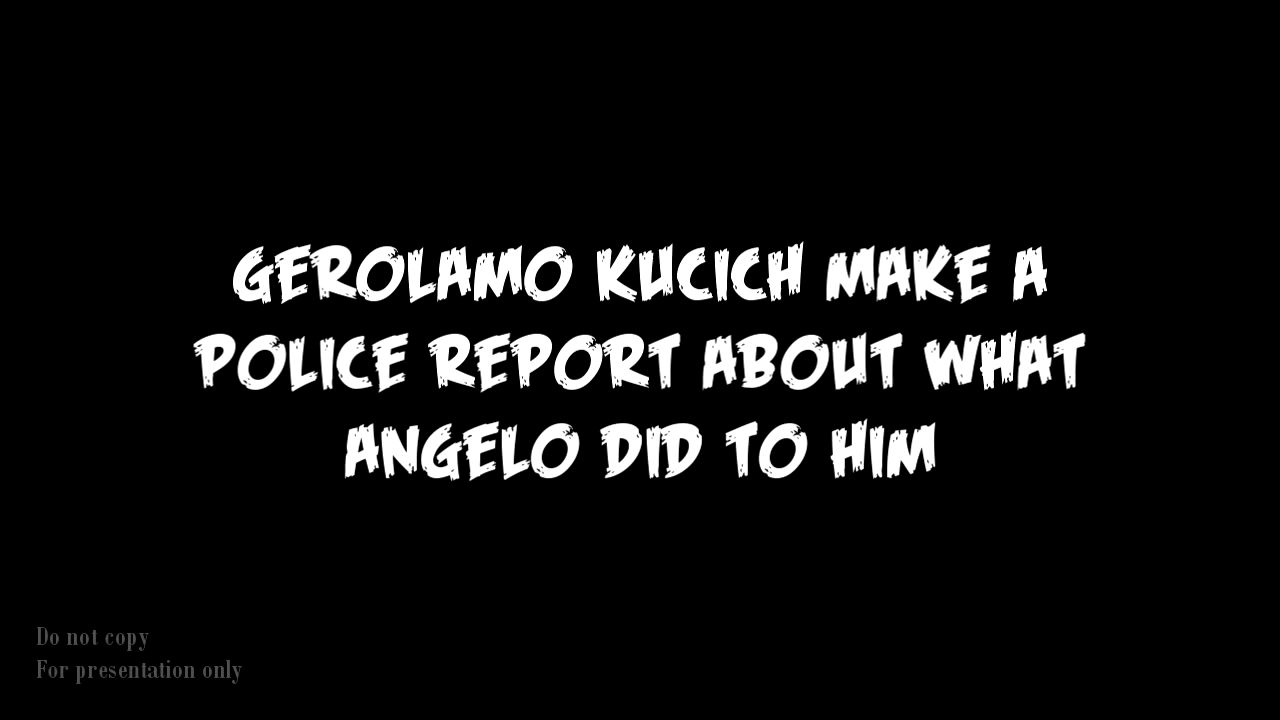 GEROLAMO KUCICH MAKE A
POLICE REPORT ABOUT WHAT
ANGELO DID TO HIM
Do not copy
For presentation only